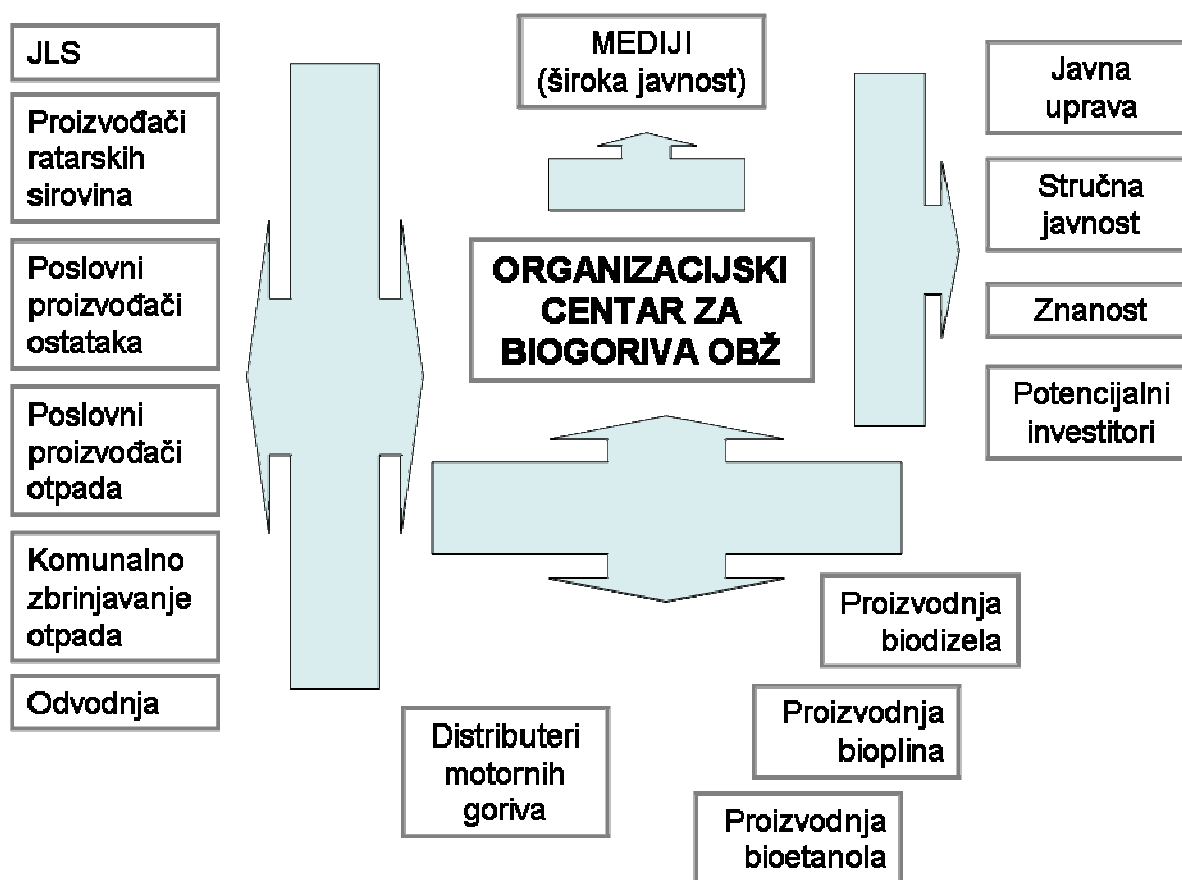 JLS
Proizvođači
ratarskih
sirovina
Poslovni
proizvođači
ostataka
Poslovni
proizvođači
otpada
Komunalno
zbrinjavanje
otpada
Odvodnja
MEDIJI
(široka javnost)
ORGANIZACIJSKI
CENTAR ZA
BIOGORIVA OBŽ
Javna
uprava
Stručna
javnost
Znanost
Potencijalni
investitori
Proizvodnja
biodizela
Proizvodnja
bioplina
Proizvodnja
bioetanola
Distributeri
motornih
goriva